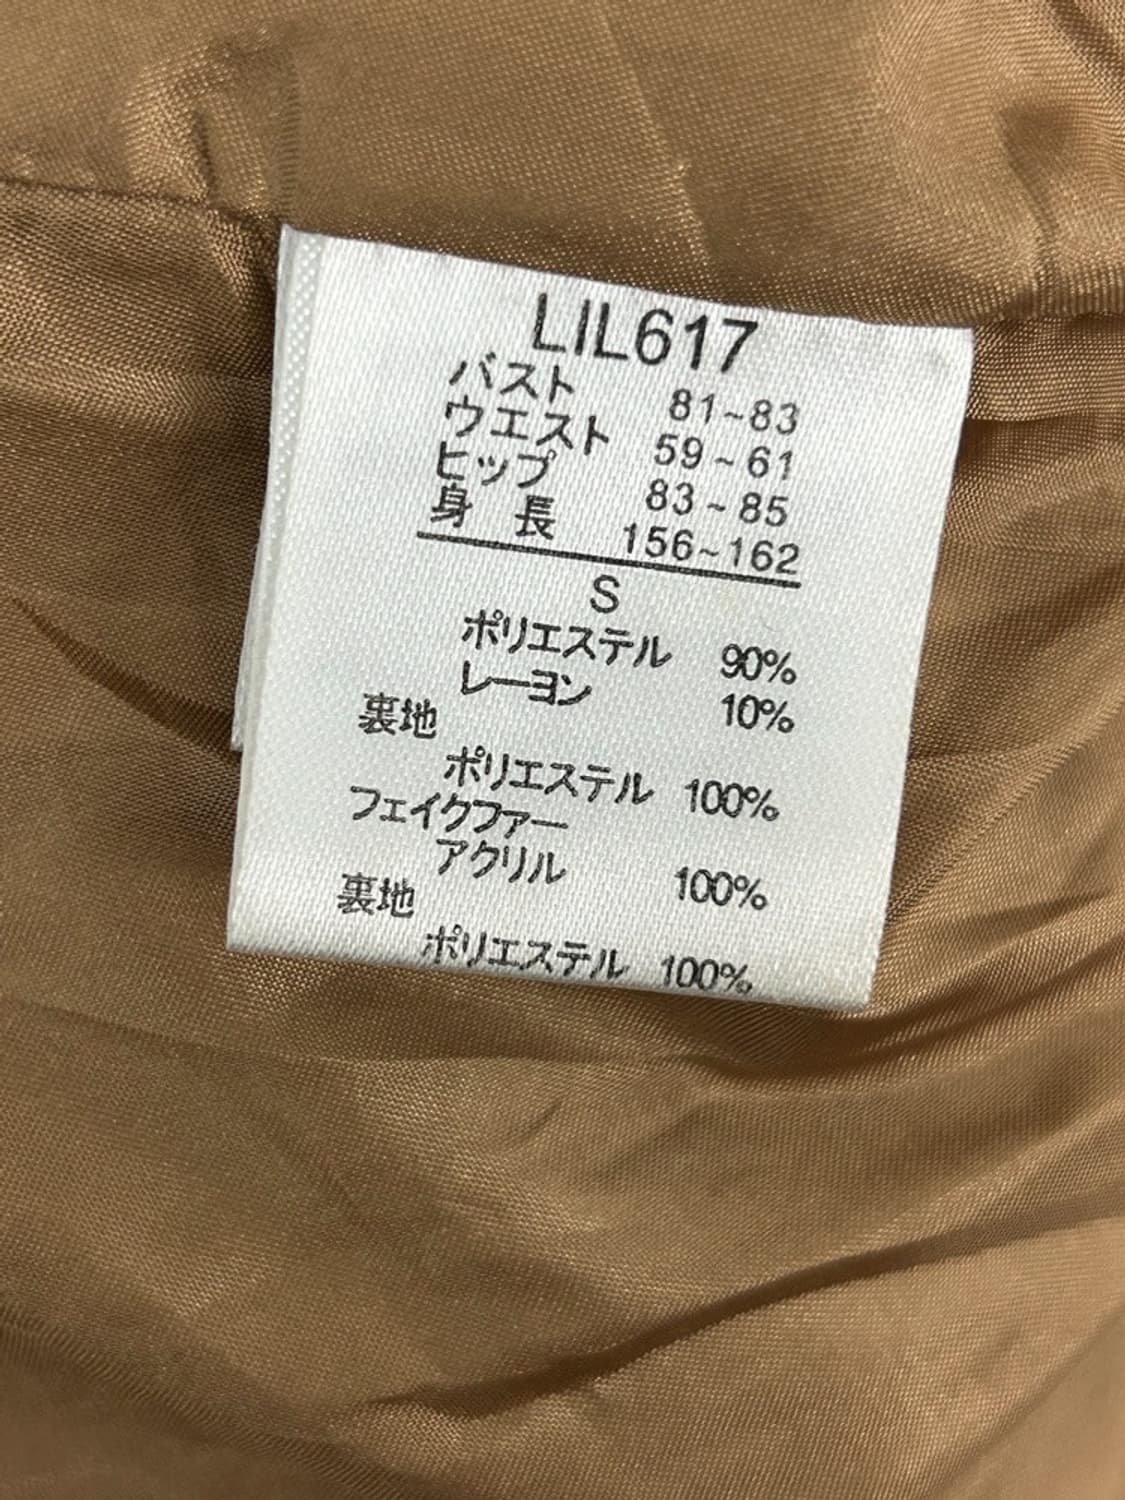 LIL617
バスト 81~83
ウエスト 59~61
ヒップ 83~85
身 長 156~162
S
ポリエステル 90%
レーヨン 10%
裏地
ポリエステル 100%
フェイクファー
アクリル 100%
裏地
ポリエステル 100%